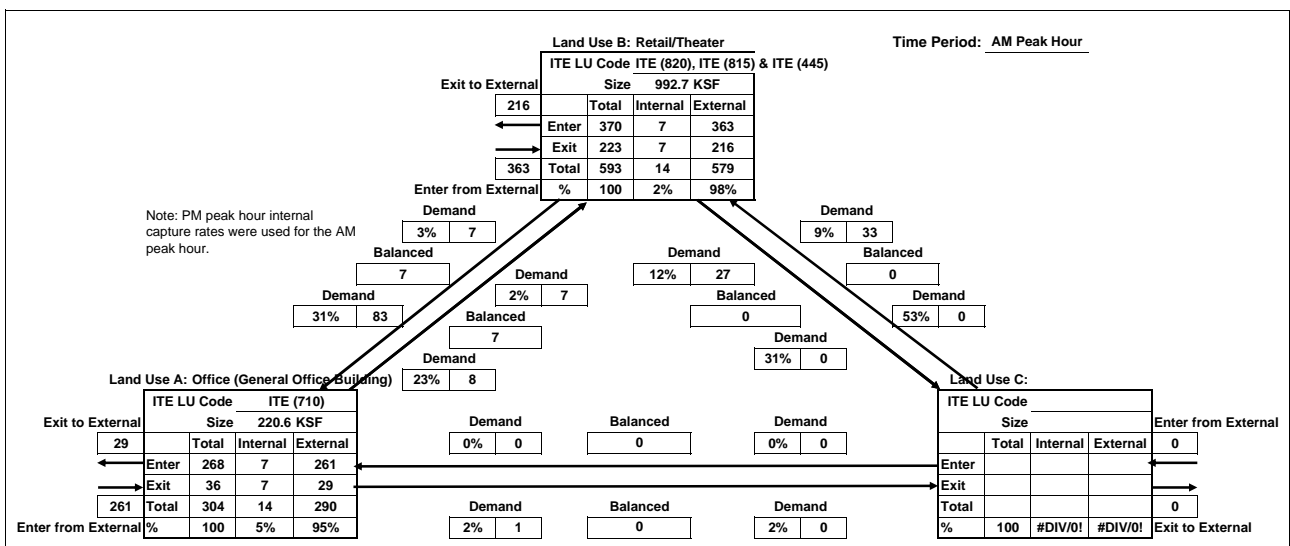 Time Period: AM Peak Hour
Land Use B: Retail/Theater
ITE LU Code ITE (820), ITE (815) & ITE (445)
Exit to External Size 992.7 KSF
216 Total Internal External
Enter 370 7 363
Exit 223 7 216
363 Total 593 14 579
Enter from External % 100 2% 98%
Note: PM peak hour internal
capture rates were used for the AM
peak hour.
Demand
3% 7
Balanced
7
Demand
31% 83
Demand
2% 7
Balanced
7
Demand
23% 8
Demand
12% 27
Balanced
0
Demand
31% 0
Demand
9% 33
Balanced
0
Demand
53% 0
Land Use A: Office (General Office Building)
ITE LU Code ITE (710)
Exit to External Size 220.6 KSF
29 Total Internal External
Enter 268 7 261
Exit 36 7 29
261 Total 304 14 290
Enter from External % 100 5% 95%
Demand Balanced Demand
0% 0 0 0% 0
Demand Balanced Demand
2% 1 0 2% 0
Land Use C:
ITE LU Code
Size Enter from External
Total Internal External 0
Enter
Exit
Total 0
% 100 #DIV/0! #DIV/0! Exit to External